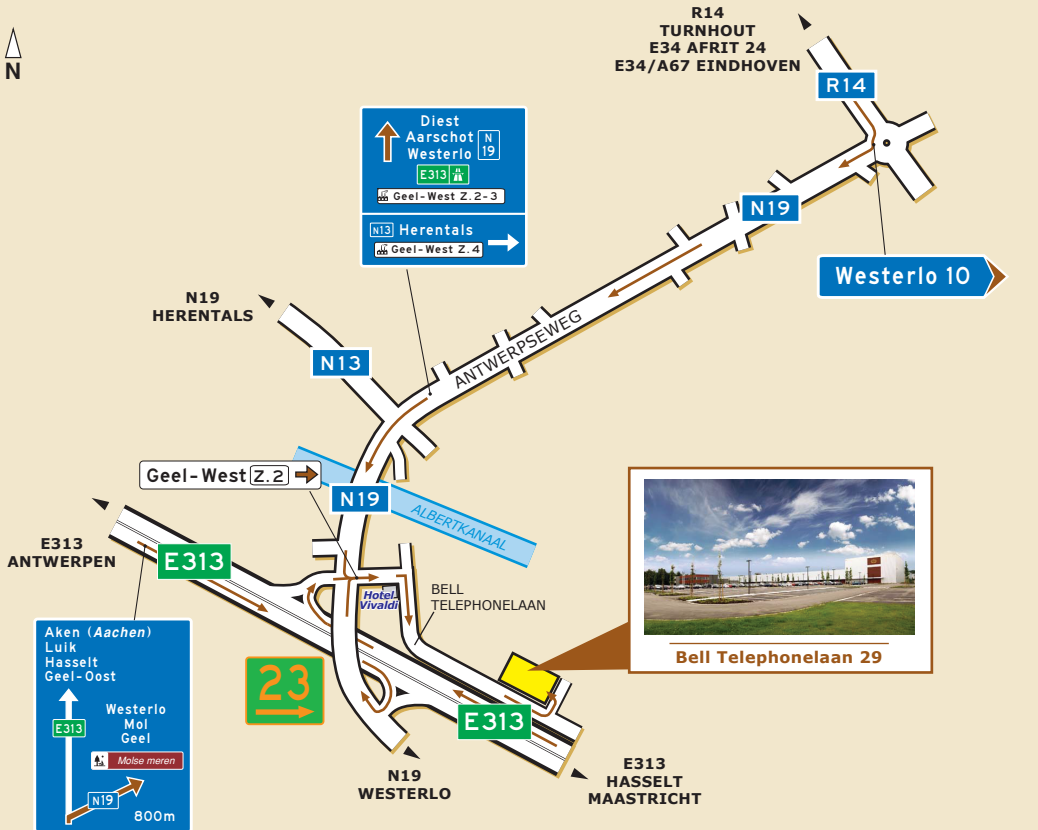 R14
TURNHOUT
E34 AFRIT 24
E34/A67 EINDHOVEN
N
R14
Diest
Aarschot
Westerlo
N
19
E313
Geel-West Z.2-3
N13 Herentals
Geel-West Z.4
N19
Westerlo 10
N19
HERENTALS
N13
ANTWERPSEWEG
Geel-West Z.2
N19
ALBERTKANAAL
E313
ANTWERPEN
E313
Hotel
Vivaldi
BELL
TELEPHONELAAN
Aken (Aachen)
Luik
Hasselt
Geel-Oost
E313
Westerlo
Mol
Geel
Molse meren
N19
800m
23
Bell Telephonelaan 29
E313
N19
WESTERLO
E313
HASSELT
MAASTRICHT